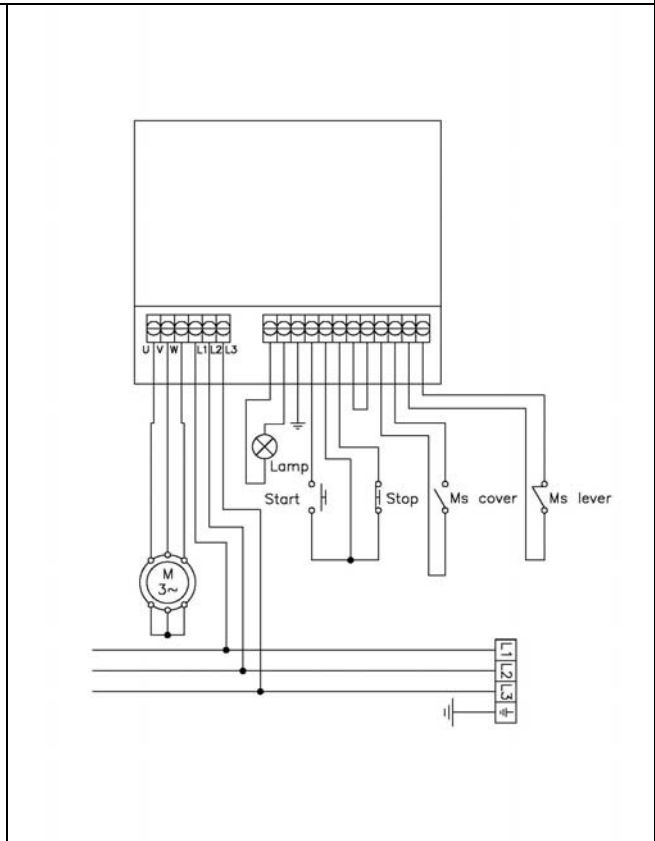 U V W L1 L2 L3
Lamp
Start Stop Ms cover Ms lever
M
3~
L1
L2
L3